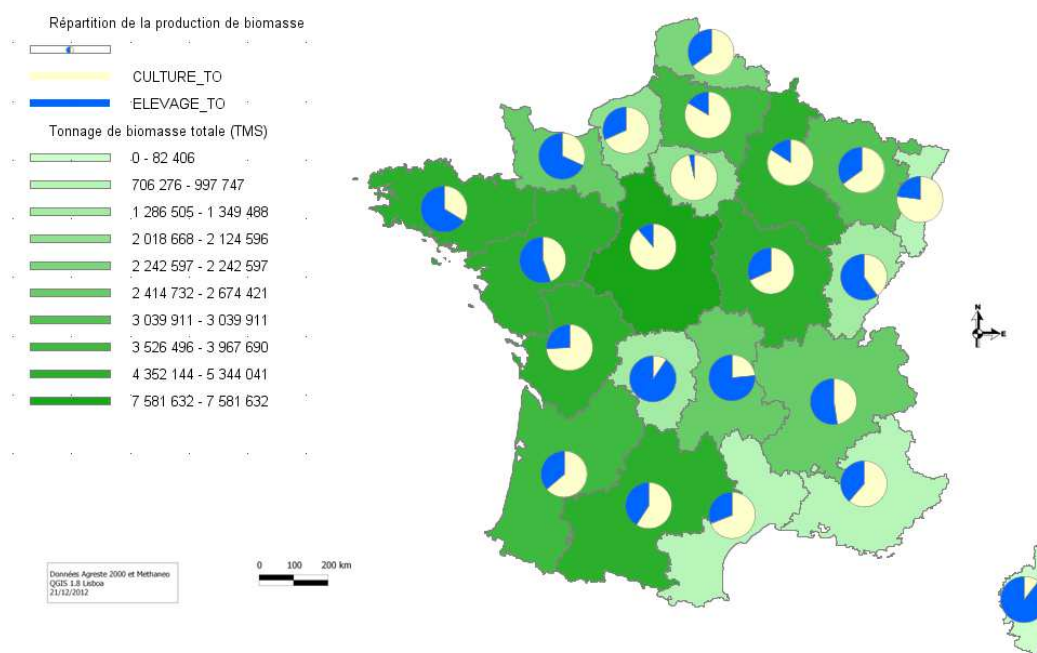 Répartition de la production de biomasse
CULTURE_TO
ELEVAGE_TO
Tonnage de biomasse totale (TMS)
0 - 82 406
706 276 - 997 747
1 286 505 - 1 349 488
2 018 668 - 2 124 596
2 242 597 - 2 242 597
2 414 732 - 2 674 421
3 039 911 - 3 039 911
3 526 496 - 3 967 690
4 352 144 - 5 344 041
7 581 632 - 7 581 632
N
E
Données Agreste 2000 et Methaneo
QGIS 1.8 Lisboa
21/12/2012
0 100 200 km